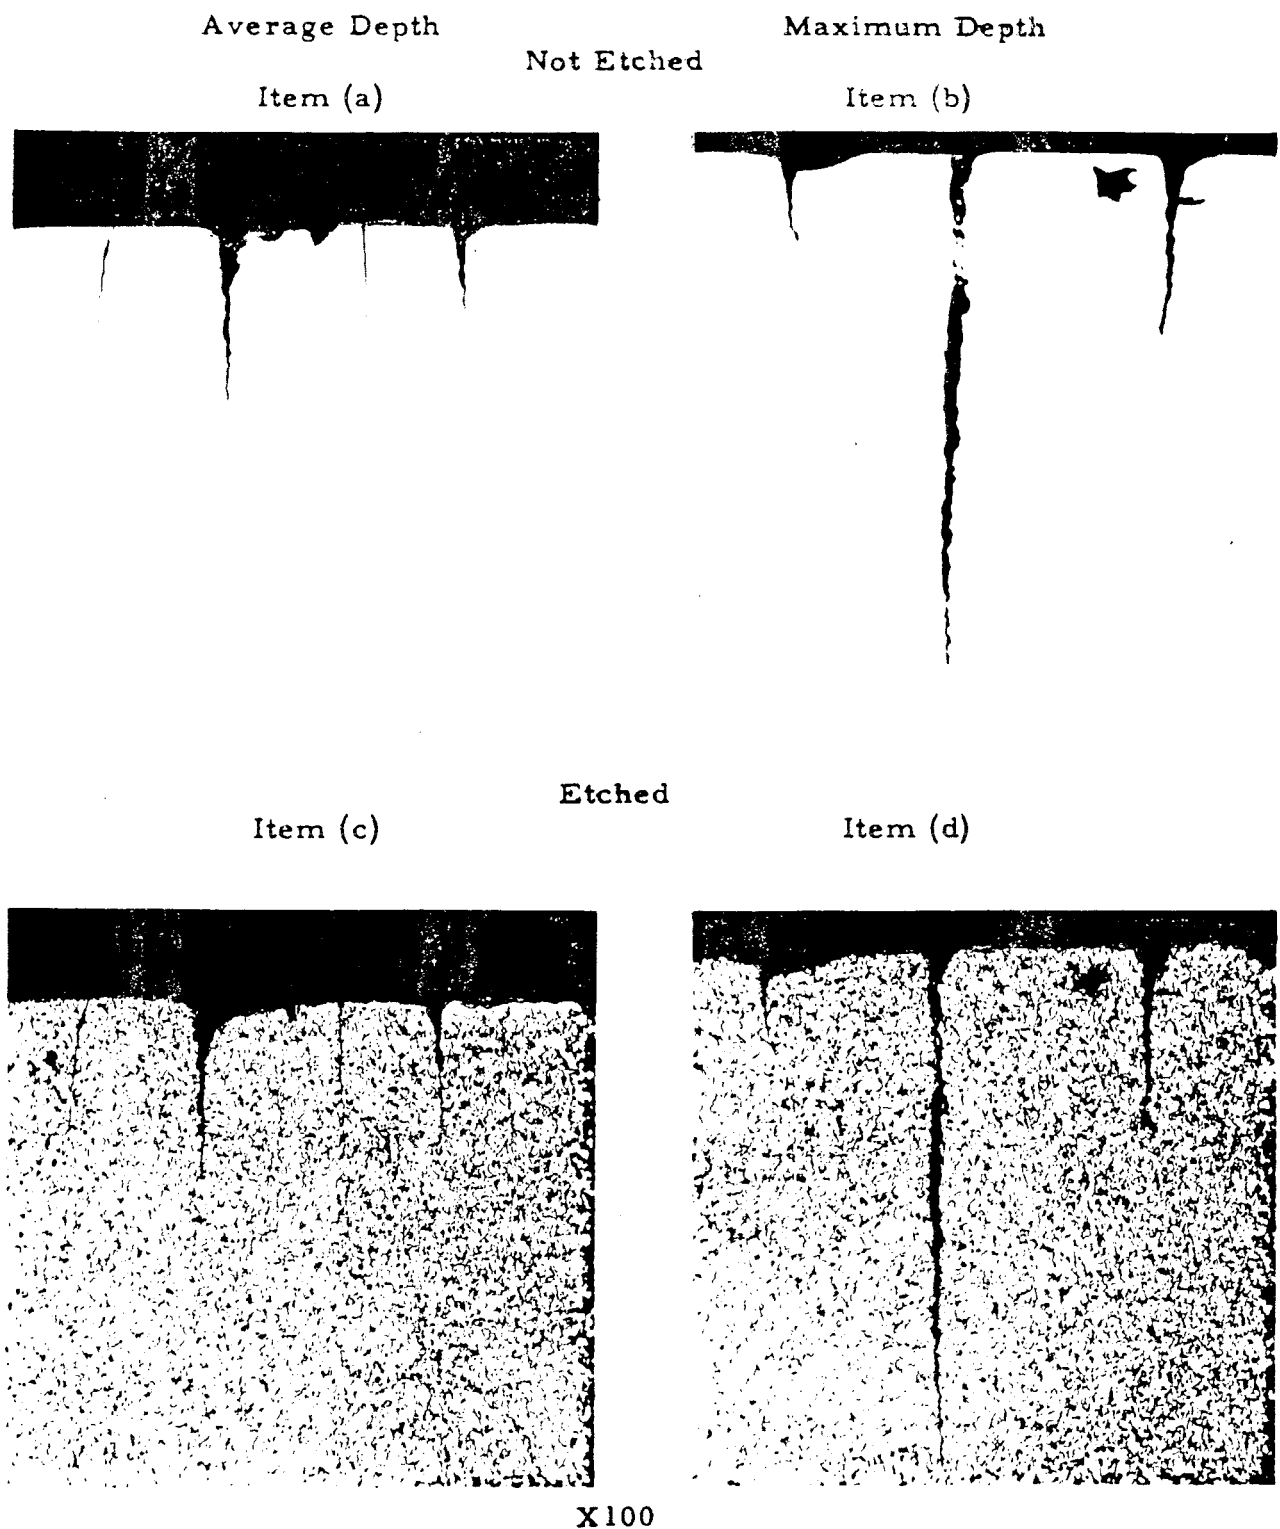 Average Depth
Maximum Depth
Not Etched
Item (a)
Item (b)
Etched
Item (c)
Item (d)
X100